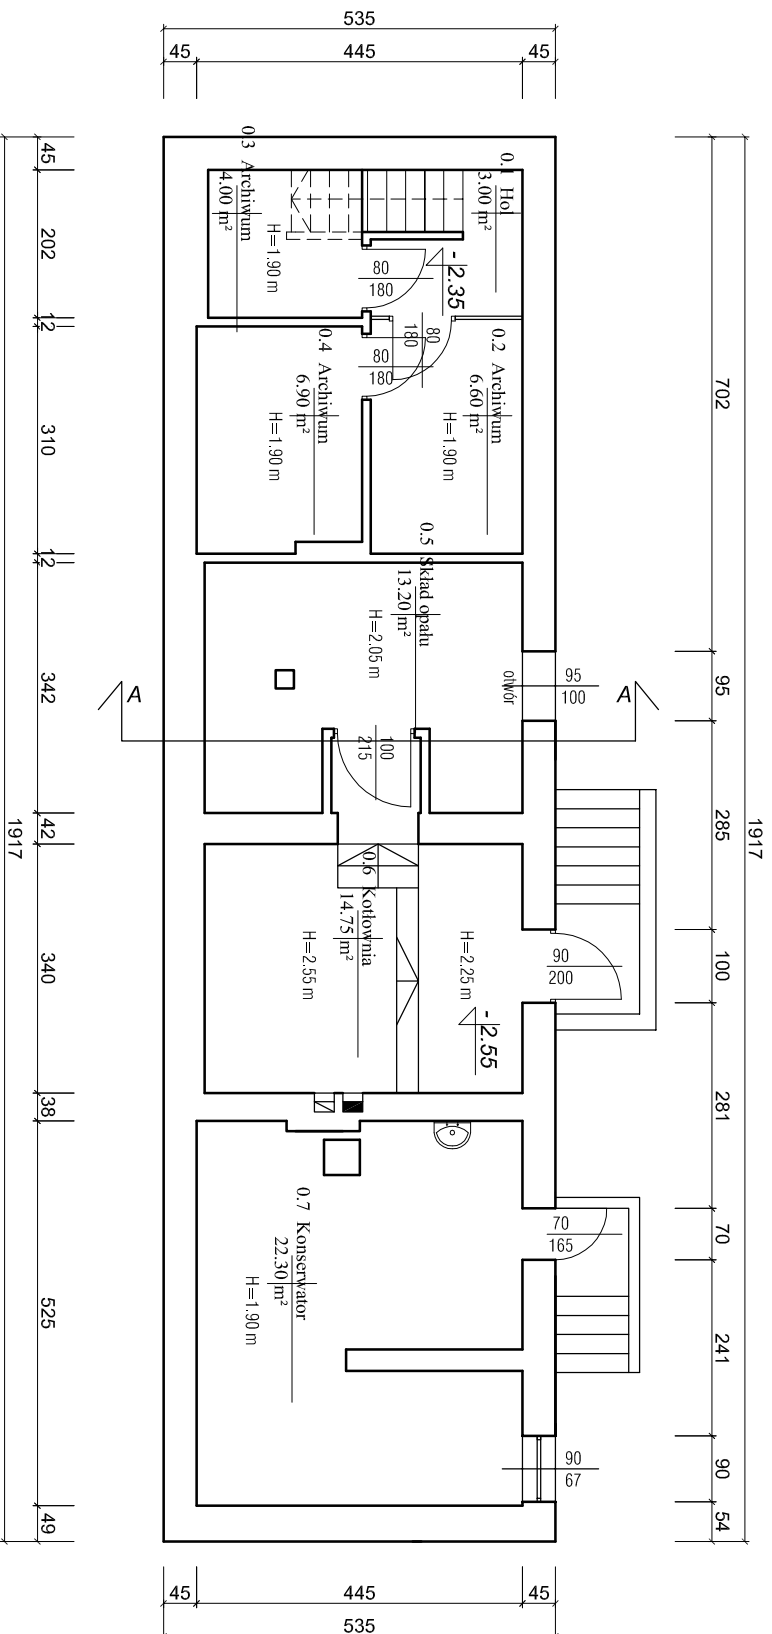 535
45 445 45
0.1 Hol
3.00 m²
0.3 Archiwum
4.00 m²
H=1.90 m
80
180
- 2.35
80
180
80
180
0.2 Archiwum
6.60 m²
H=1.90 m
0.4 Archiwum
6.90 m²
H=1.90 m
0.5 Skład opału
13.20 m²
H=2.05 m
otwór
95
100
A
A
100
215
0.6 Kotłownia
14.75 m²
H=2.55 m
H=2.25 m
- 2.55
90
200
0.7 Konserwator
22.30 m²
H=1.90 m
70
165
90
67
45
202
12
310
12
342
42
340
38
525
49
1917
702
95
285
100
281
70
241
90
54
1917
45 445 45
535